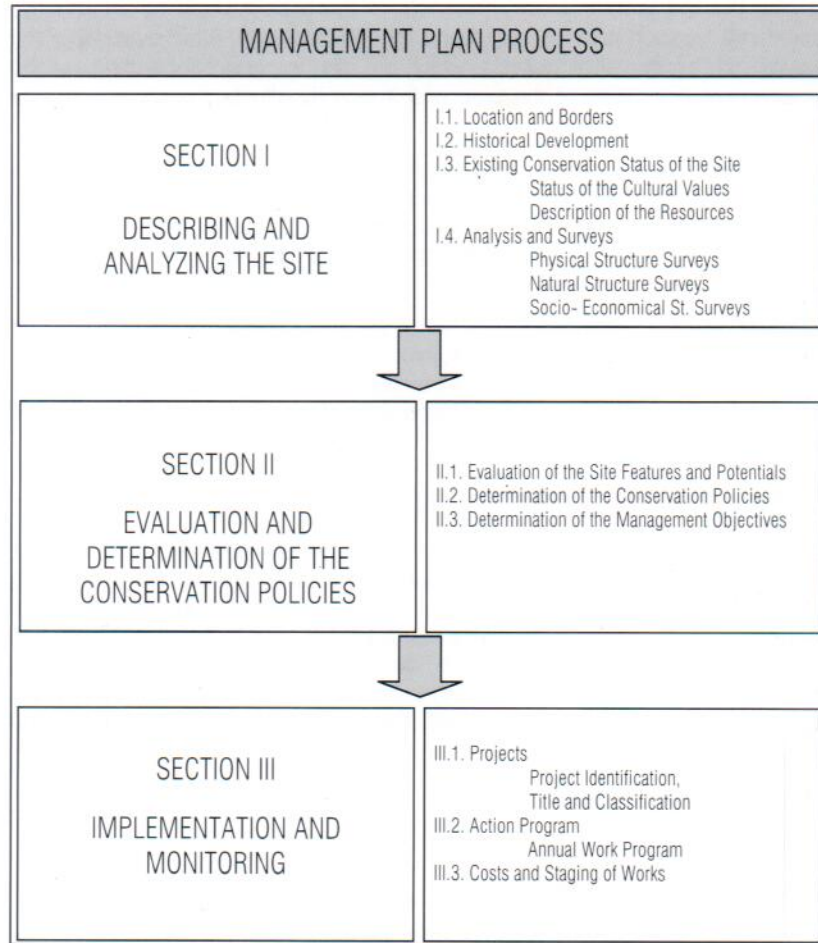 MANAGEMENT PLAN PROCESS
SECTION I
DESCRIBING AND
ANALYZING THE SITE
I.1. Location and Borders
I.2. Historical Development
I.3. Existing Conservation Status of the Site
Status of the Cultural Values
Description of the Resources
I.4. Analysis and Surveys
Physical Structure Surveys
Natural Structure Surveys
Socio- Economical St. Surveys
SECTION II
EVALUATION AND
DETERMINATION OF THE
CONSERVATION POLICIES
II.1. Evaluation of the Site Features and Potentials
II.2. Determination of the Conservation Policies
II.3. Determination of the Management Objectives
SECTION III
IMPLEMENTATION AND
MONITORING
III.1. Projects
Project Identification,
Title and Classification
III.2. Action Program
Annual Work Program
III.3. Costs and Staging of Works